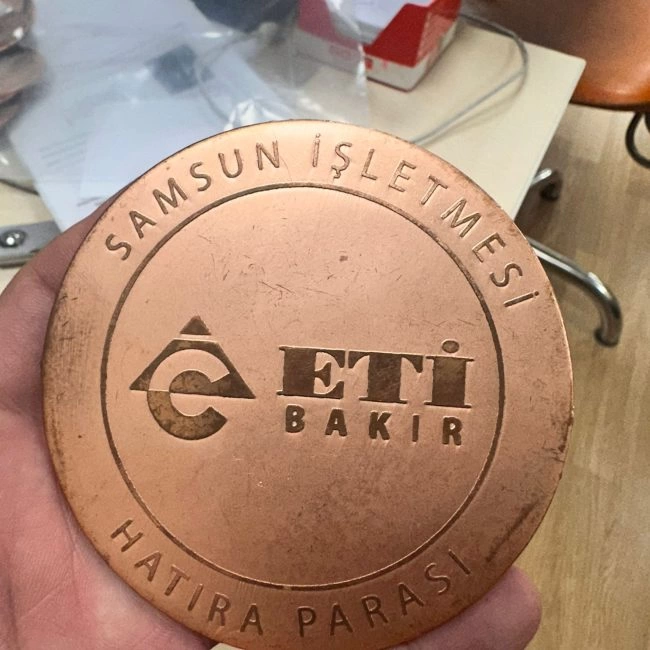 SAMSUN İŞLETMESİ
ETİ
BAKIR
HATIRA PARASI